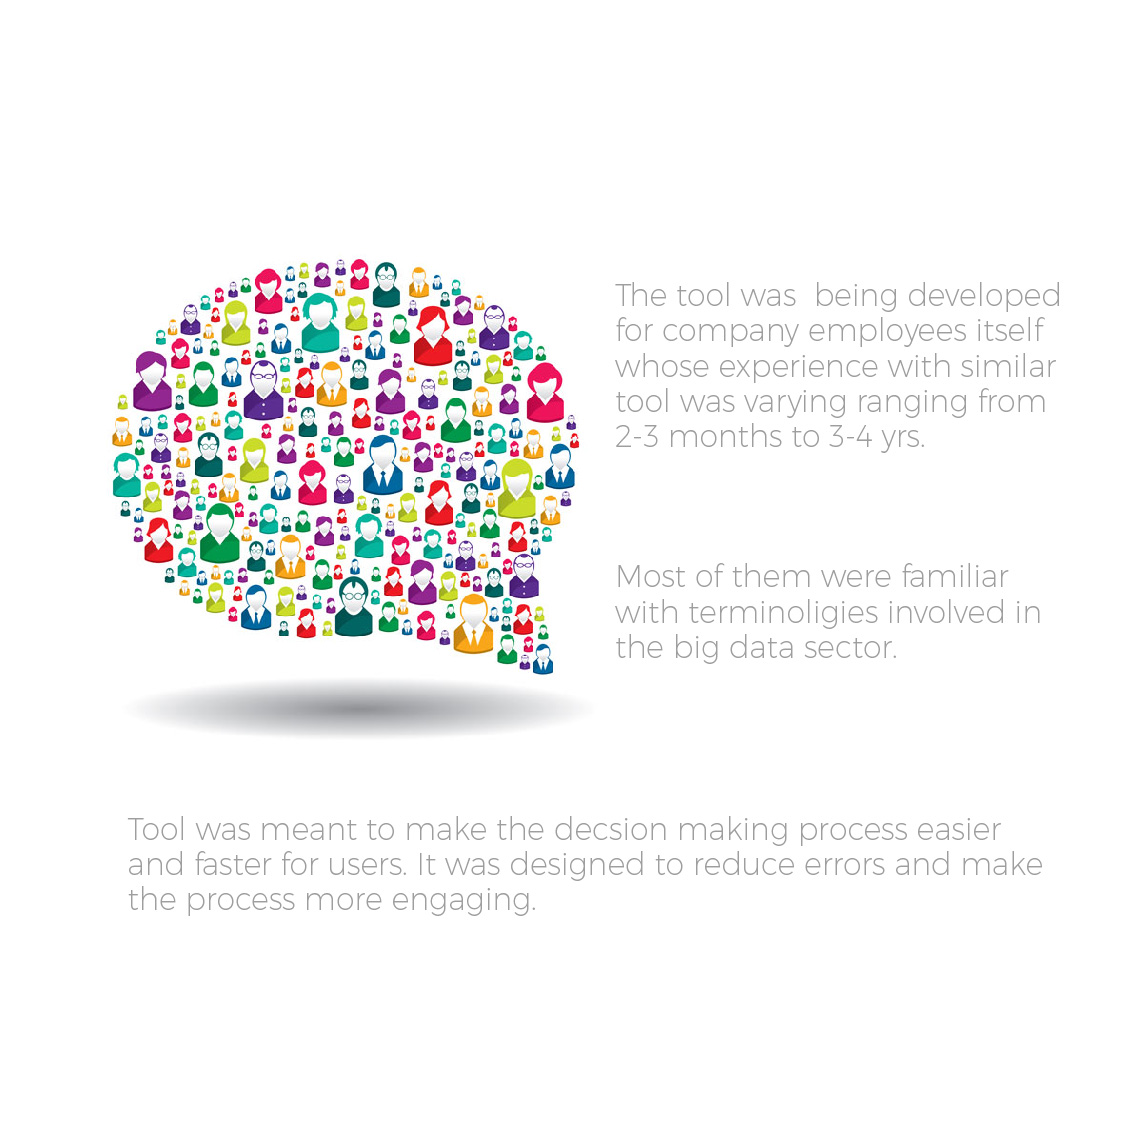 The tool was  being developed
for company employees itself
whose experience with similar
tool was varying ranging from
2-3 months to 3-4 yrs.
Most of them were familiar
with terminoligies involved in
the big data sector.
Tool was meant to make the decsion making process easier
and faster for users. It was designed to reduce errors and make
the process more engaging.